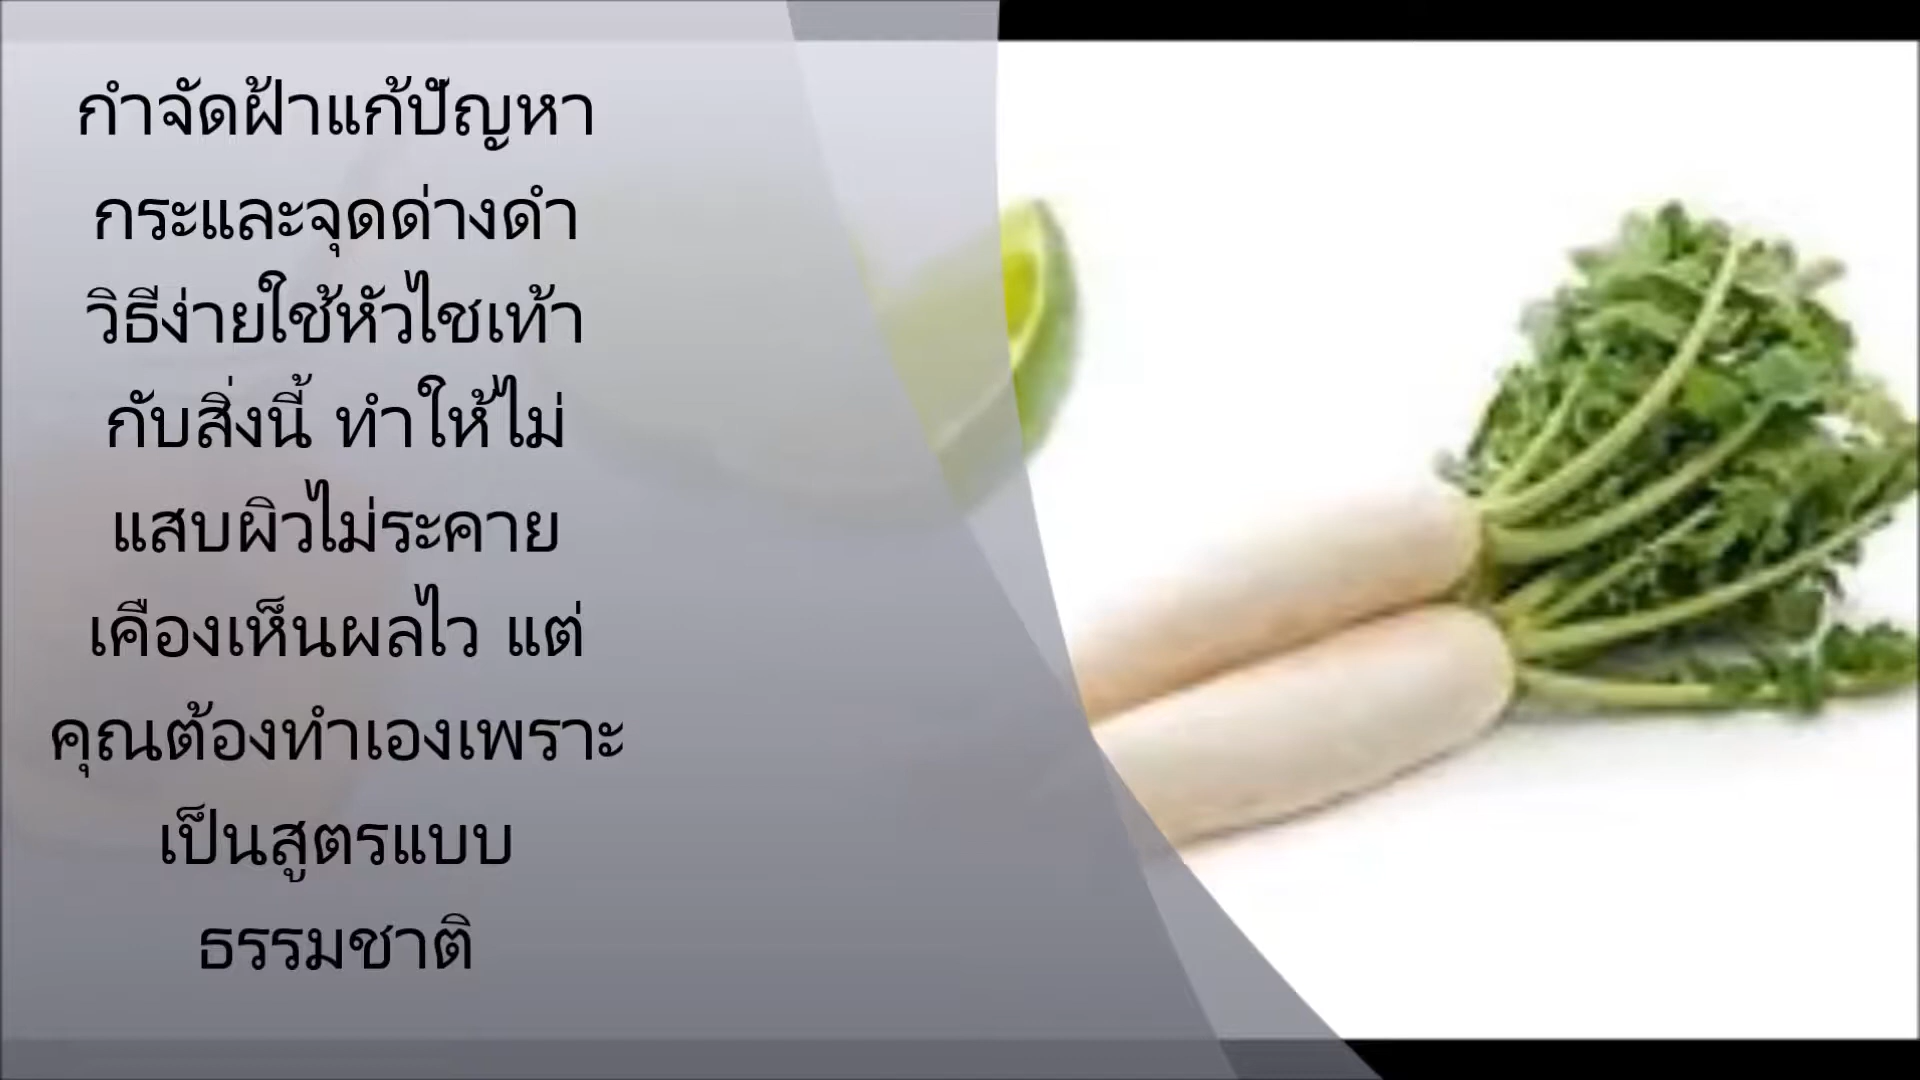 กำจัดฝ้าแก้ปัญหา
กระและจุดด่างดำ
วิธีง่ายใช้หัวไชเท้า
กับสิ่งนี้ ทำให้ไม่
แสบผิวไม่ระคาย
เคืองเห็นผลไว แต่
คุณต้องทำเองเพราะ
เป็นสูตรแบบ
ธรรมชาติ